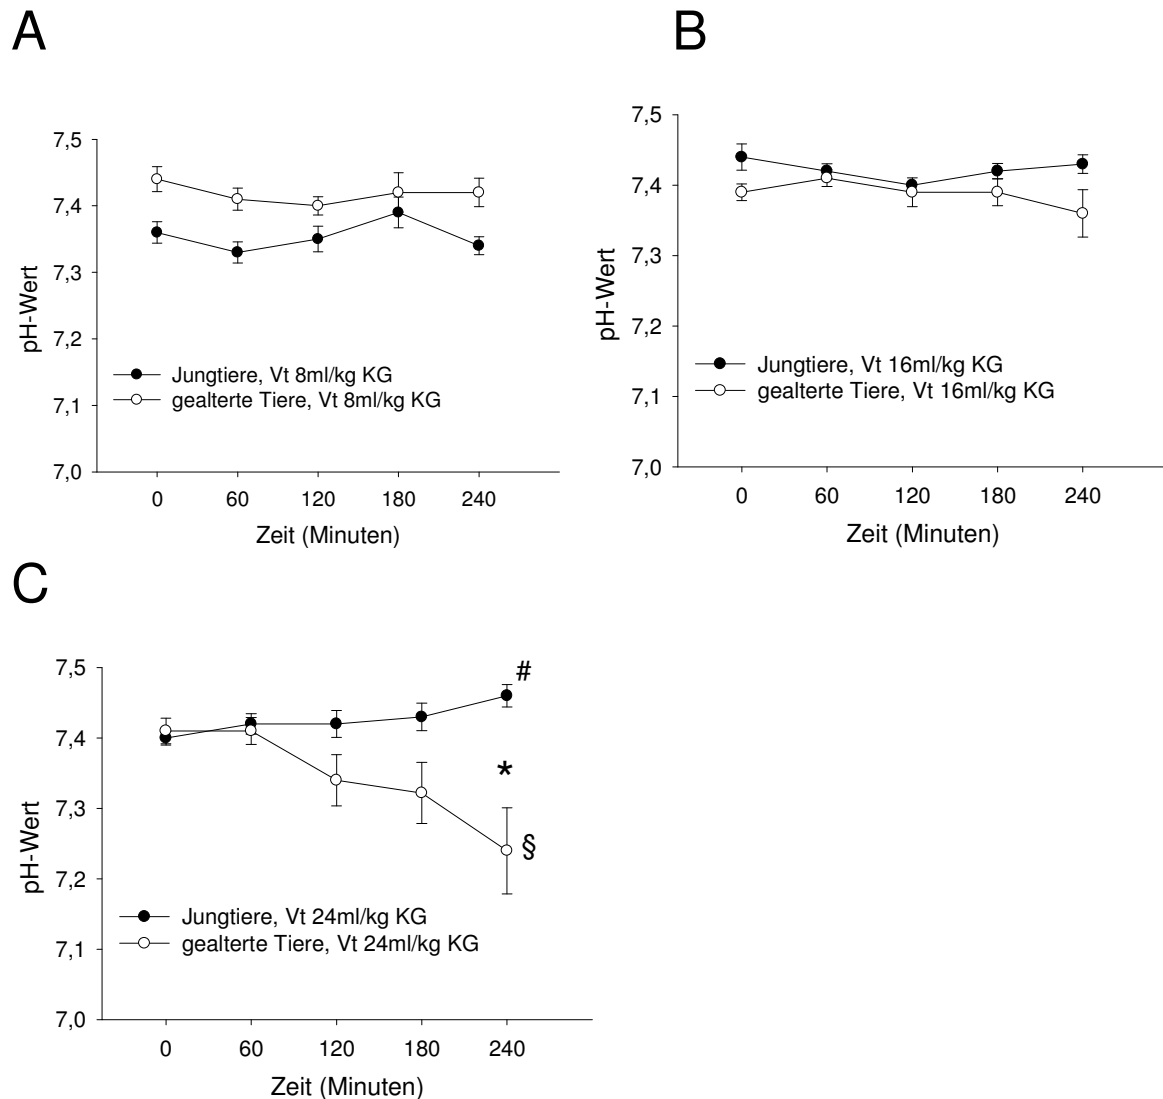 A
7,5
7,4
7,3
7,2
7,1
7,0
pH-Wert
Jungtiere, Vt 8ml/kg KG
gealterte Tiere, Vt 8ml/kg KG
0 60 120 180 240
Zeit (Minuten)
B
7,5
7,4
7,3
7,2
7,1
7,0
pH-Wert
Jungtiere, Vt 16ml/kg KG
gealterte Tiere, Vt 16ml/kg KG
0 60 120 180 240
Zeit (Minuten)
C
7,5
7,4
7,3
7,2
7,1
7,0
pH-Wert
#
*
§
Jungtiere, Vt 24ml/kg KG
gealterte Tiere, Vt 24ml/kg KG
0 60 120 180 240
Zeit (Minuten)